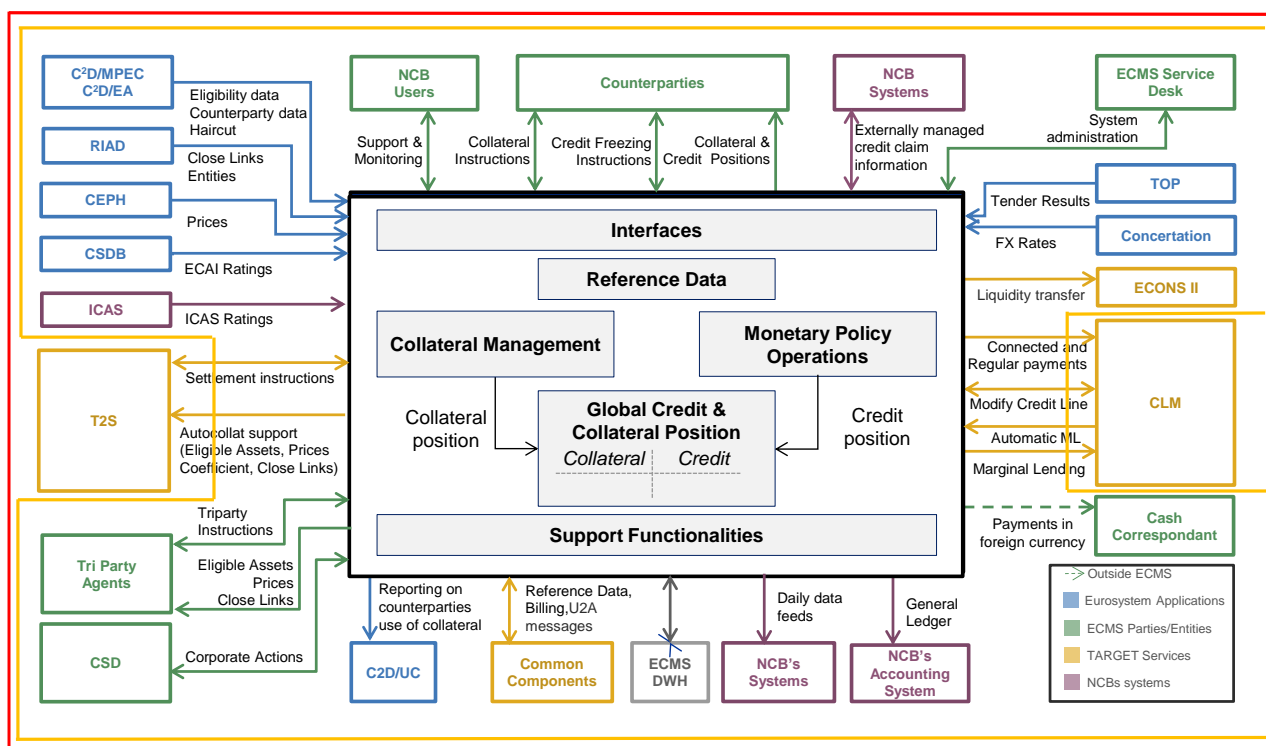 C²D/MPEC
C²D/EA
Eligibility data
Counterparty data
Haircut
RIAD
Close Links
Entities
CEPH
Prices
CSDB
ECAI Ratings
ICAS
ICAS Ratings
NCB
Users
Support &
Monitoring
Counterparties
Collateral
Instructions
Credit Freezing
Instructions
Collateral &
Credit Positions
NCB
Systems
Externally managed
credit claim
information
ECMS Service
Desk
System
administration
TOP
Tender Results
Concertation
FX Rates
ECONS II
Liquidity transfer
Interfaces
Reference Data
Collateral Management
Monetary Policy
Operations
Collateral
position
Global Credit &
Collateral Position
Collateral Credit
Credit
position
Support Functionalities
T2S
Settlement instructions
Autocollat support
(Eligible Assets, Prices
Coefficient, Close Links)
CLM
Connected and
Regular payments
Modify Credit Line
Automatic ML
Marginal Lending
Tri Party
Agents
Triparty
Instructions
Eligible Assets
Prices
Close Links
CSD
Corporate Actions
Cash
Correspondant
Payments in
foreign currency
Reporting on
counterparties
use of collateral
C2D/UC
Reference Data,
Billing,U2A
messages
Common
Components
ECMS
DWH
Daily data
feeds
NCB's
Systems
General
Ledger
NCB's
Accounting
System
Outside ECMS
Eurosystem Applications
ECMS Parties/Entities
TARGET Services
NCBs systems